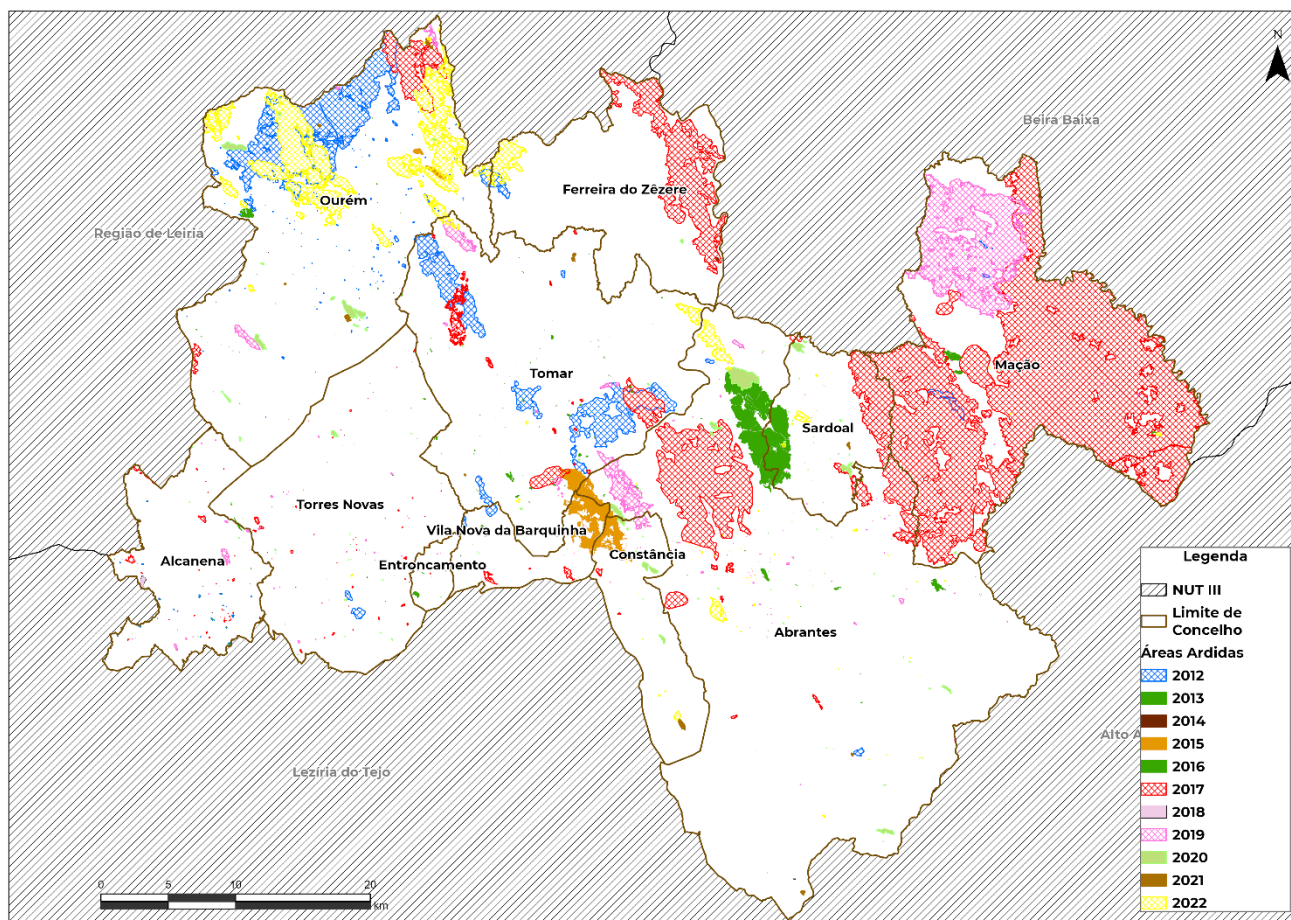 N
Beira Baixa
Ferreira do Zêzere
Ourém
Região de Leiria
Mação
Tomar
Sardoal
Torres Novas
Vila Nova da Barquinha
Constância
Alcanena
Entroncamento
Abrantes
Alto A
Lezíria do Tejo
0 5 10 20
km
Legenda
NUT III
Limite de
Concelho
Áreas Ardidas
2012
2013
2014
2015
2016
2017
2018
2019
2020
2021
2022